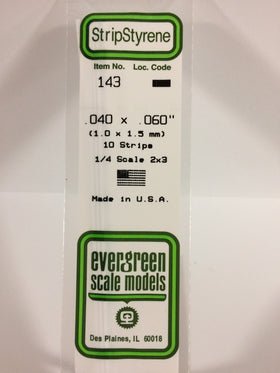 StripStyrene
Item No. Loc. Code
143
.040 x .060"
(1.0 x 1.5 mm)
10 Strips
1/4 Scale 2x3
Made in U.S.A.
evergreen
scale models
Des Plaines, IL 60018